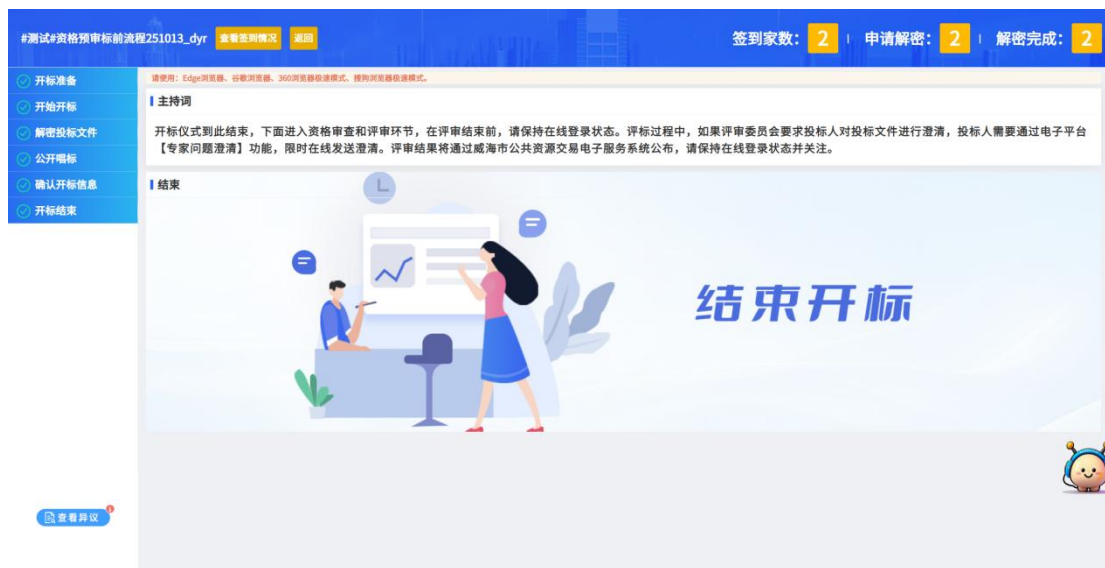 #测试#资格预审标前流程251013_dyr 查看签到情况 返回 签到家数： 2 申请解密： 2 解密完成： 2
开标准备
开始开标
解密投标文件
公开唱标
确认开标信息
开标结束
请使用：Edge浏览器、谷歌浏览器、360浏览器极速模式、搜狗浏览器极速模式。
主持词
开标仪式到此结束，下面进入资格审查和评审环节，在评审结束前，请保持在线登录状态。评标过程中，如果评审委员会要求投标人对投标文件进行澄清，投标人需要通过电子平台
【专家问题澄清】功能，限时在线发送澄清。评审结果将通过威海市公共资源交易电子服务系统公布，请保持在线登录状态并关注。
结束
结束开标
查看异议